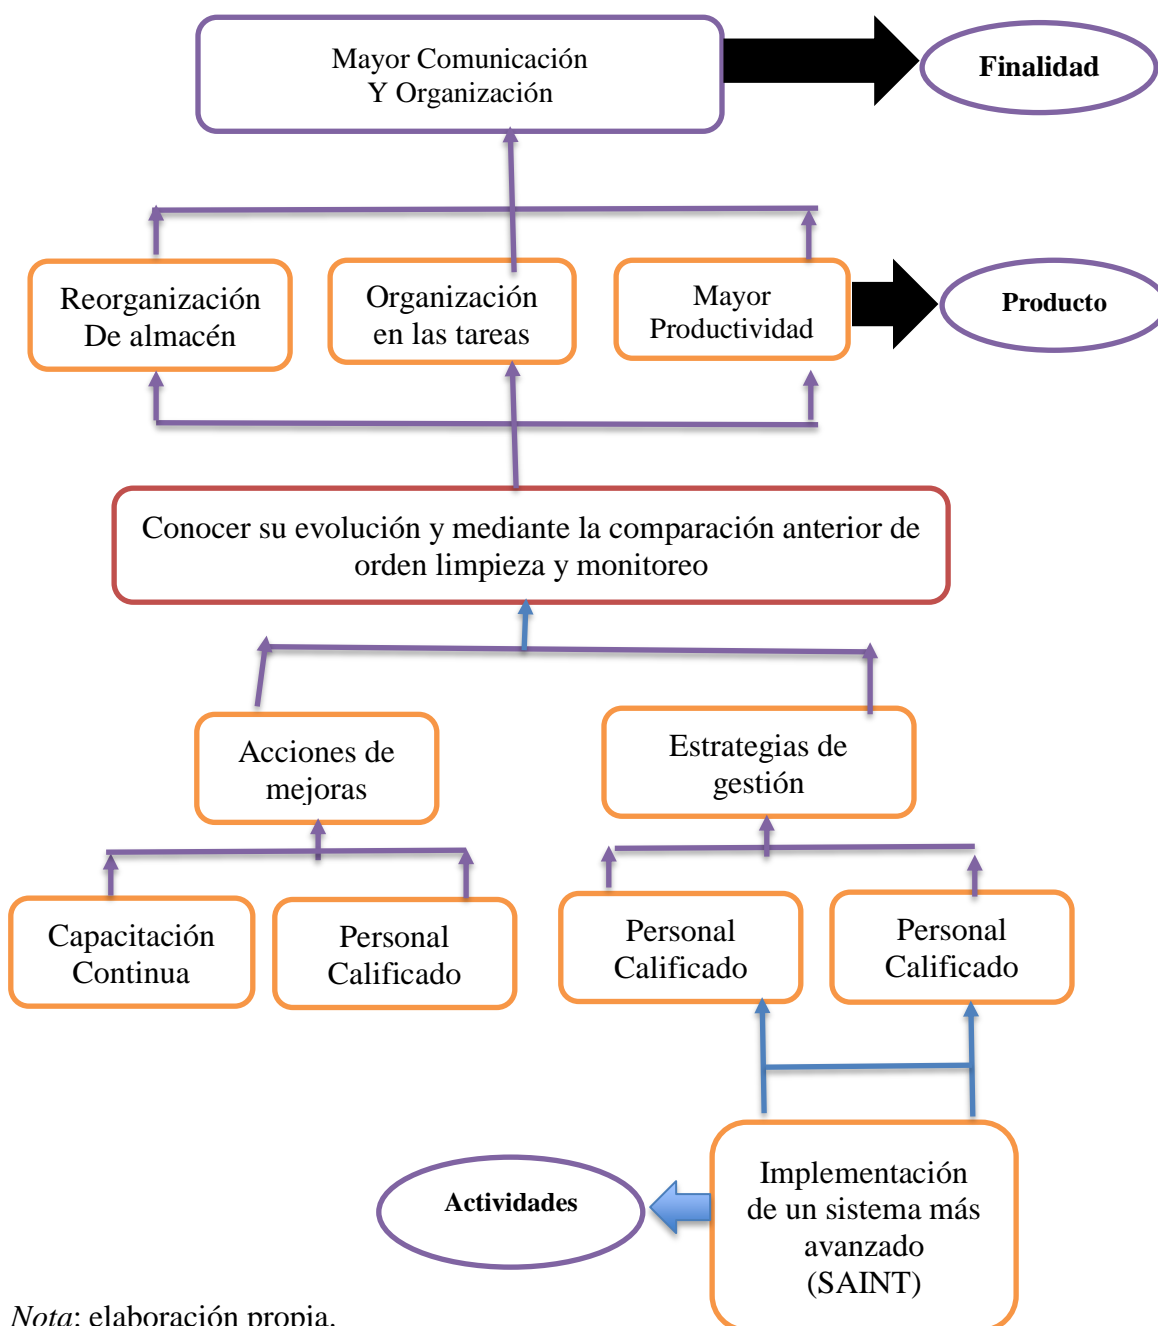 Mayor Comunicación
Y Organización
Finalidad
Reorganización
De almacén
Organización
en las tareas
Mayor
Productividad
Producto
Conocer su evolución y mediante la comparación anterior de
orden limpieza y monitoreo
Acciones de
mejoras
Estrategias de
gestión
Capacitación
Continua
Personal
Calificado
Personal
Calificado
Personal
Calificado
Actividades
Implementación
de un sistema más
avanzado
(SAINT)
Nota: elaboración propia.